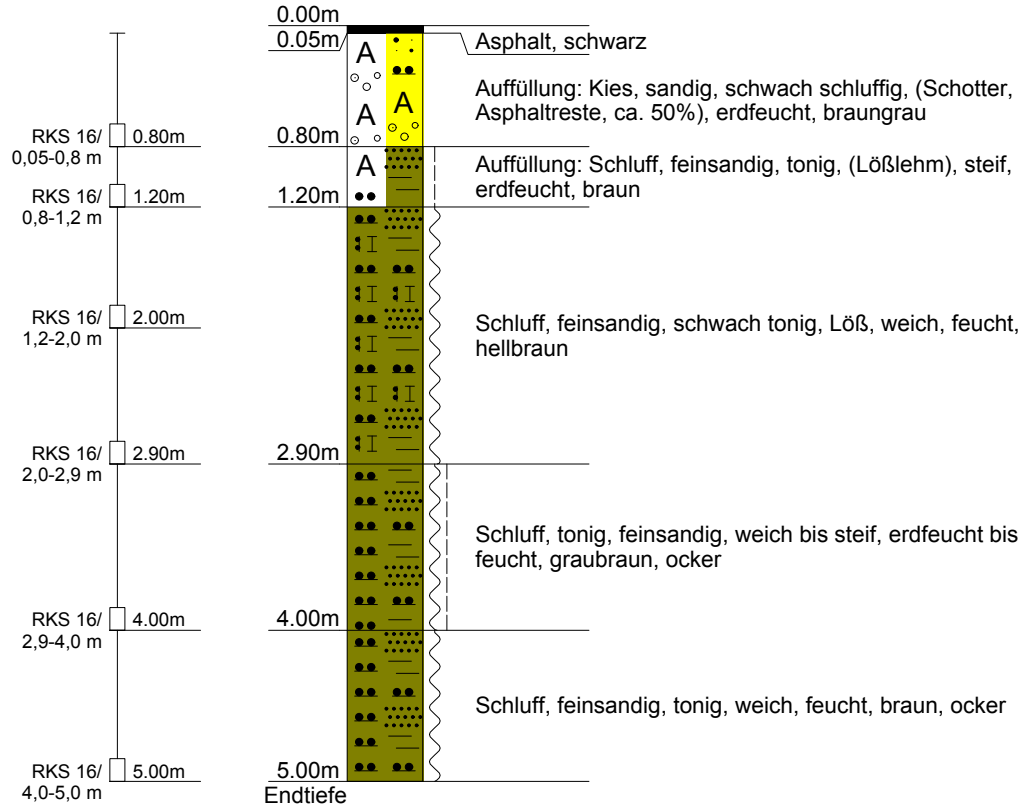 0.00m
0.05m
Asphalt, schwarz
A
A
A
Auffüllung: Kies, sandig, schwach schluffig, (Schotter,
Asphaltreste, ca. 50%), erdfeucht, braungrau
RKS 16/
0,05-0,8 m
0.80m
0.80m
A
Auffüllung: Schluff, feinsandig, tonig, (Lößlehm), steif,
erdfeucht, braun
RKS 16/
0,8-1,2 m
1.20m
1.20m
RKS 16/
1,2-2,0 m
2.00m
Schluff, feinsandig, schwach tonig, Löß, weich, feucht,
hellbraun
RKS 16/
2,0-2,9 m
2.90m
2.90m
Schluff, tonig, feinsandig, weich bis steif, erdfeucht bis
feucht, graubraun, ocker
RKS 16/
2,9-4,0 m
4.00m
4.00m
Schluff, feinsandig, tonig, weich, feucht, braun, ocker
RKS 16/
4,0-5,0 m
5.00m
5.00m
Endtiefe